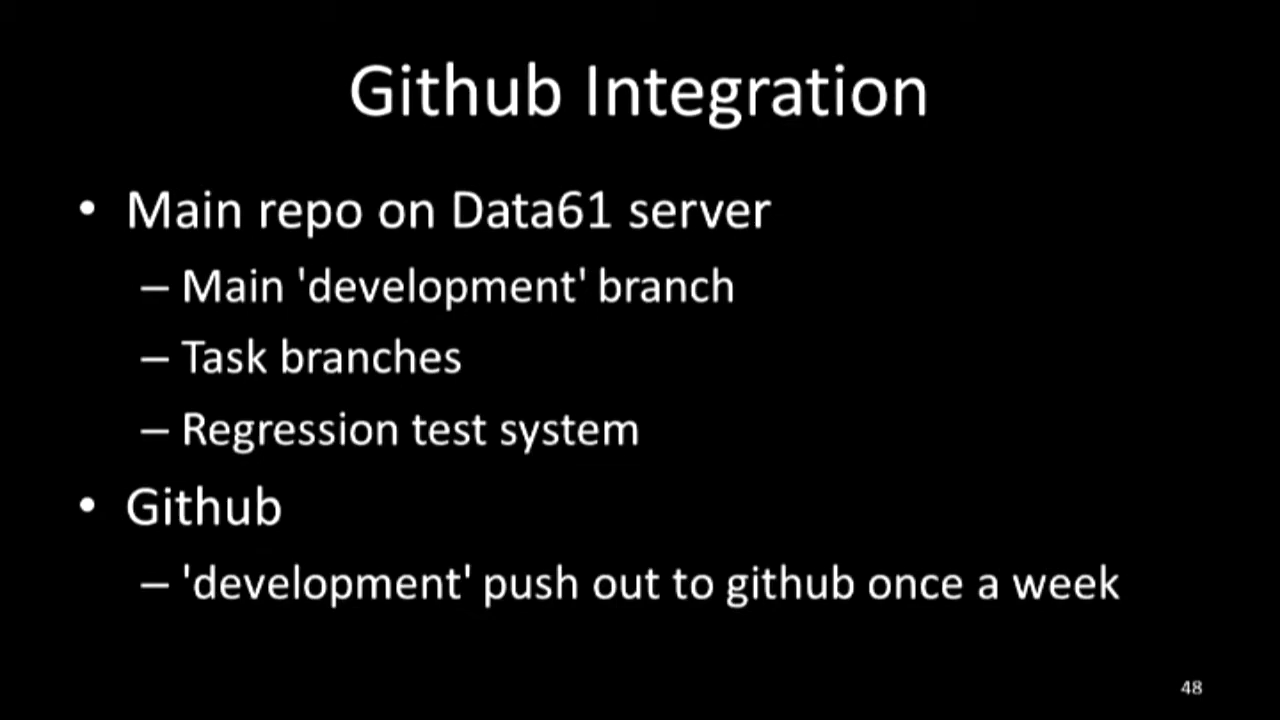 Github Integration
• Main repo on Data61 server
– Main 'development' branch
– Task branches
– Regression test system
• Github
– 'development' push out to github once a week
48